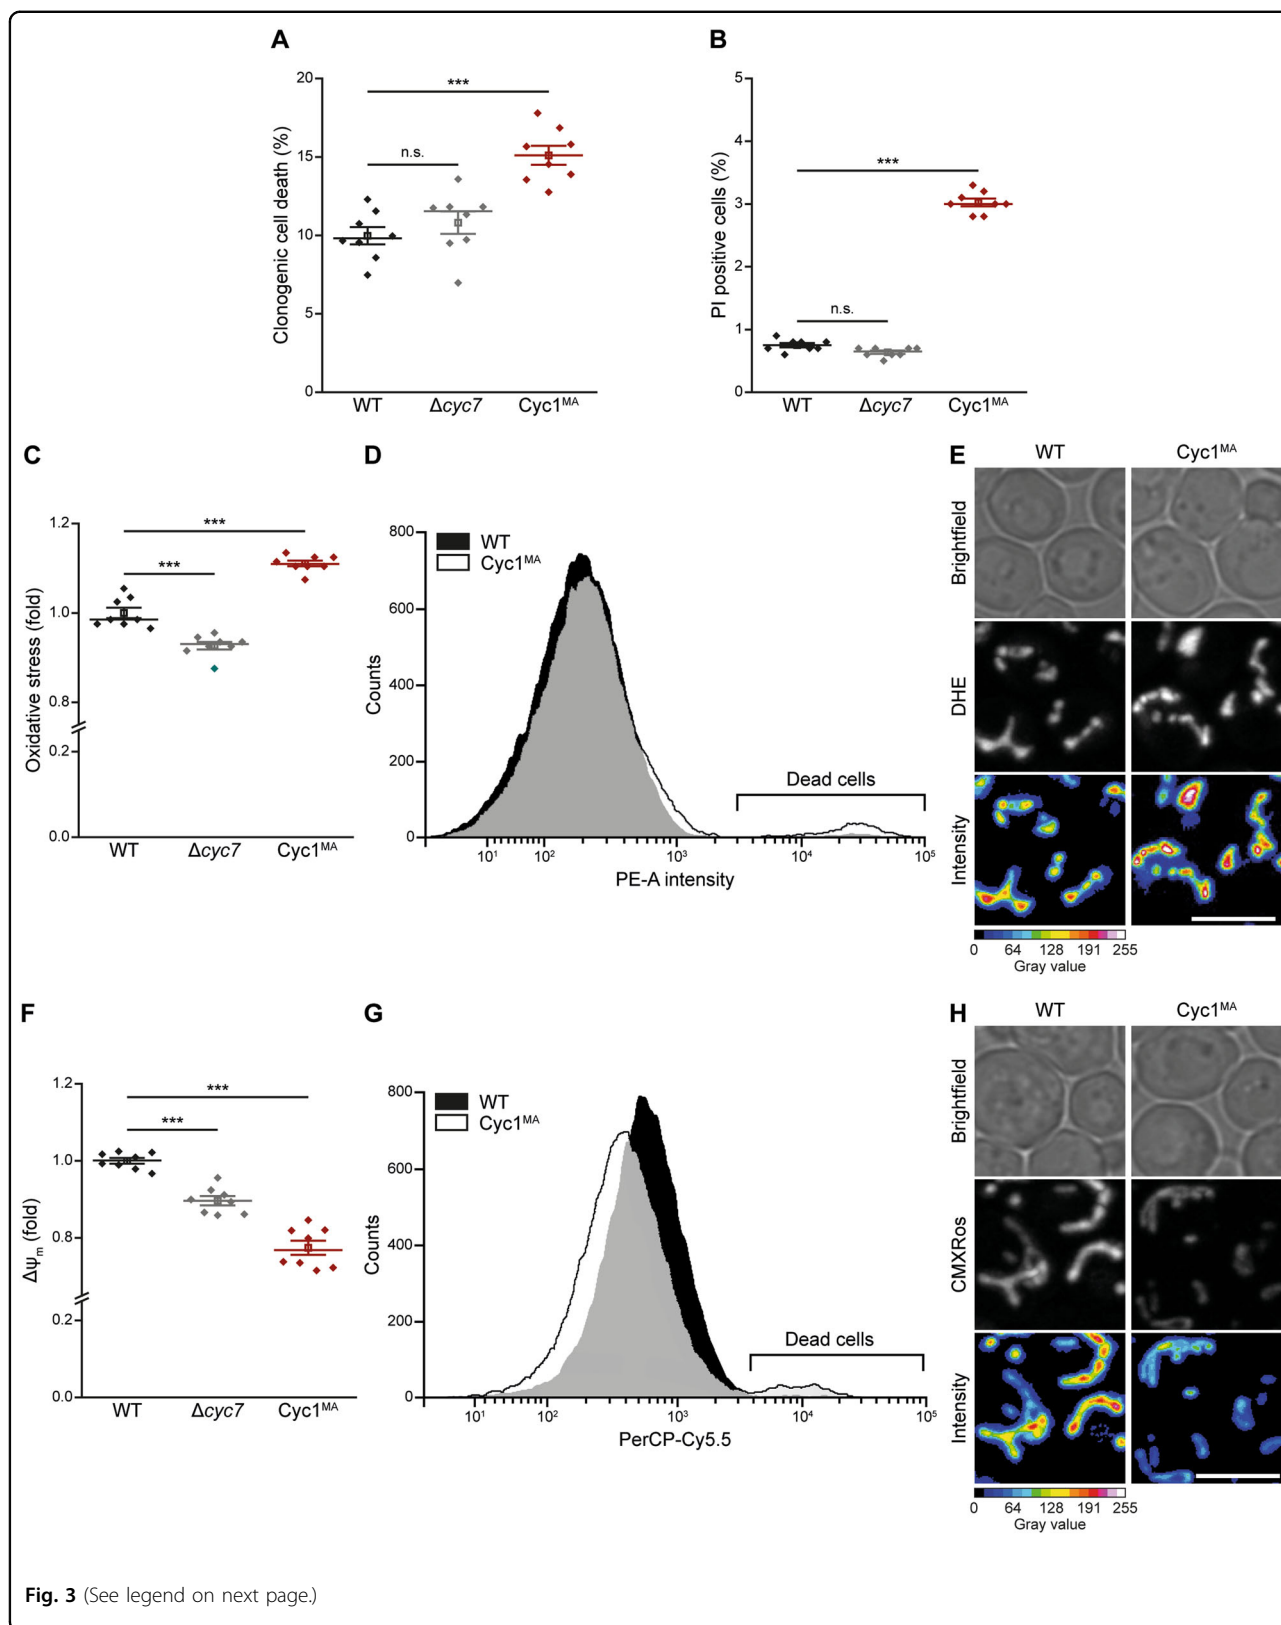 A
Clonogenic cell death (%)
20
15
10
5
0
***
n.s.
WT Δcyc7 Cyc1MA
B
PI positive cells (%)
5
4
3
2
1
0
***
n.s.
WT Δcyc7 Cyc1MA
C
Oxidative stress (fold)
1.2
1.0
0.8
0.2
0.0
***
***
WT Δcyc7 Cyc1MA
D
Counts
800
600
400
200
0
WT
Cyc1MA
Dead cells
10¹ 10² 10³ 10⁴ 10⁵
PE-A intensity
E
WT Cyc1MA
Brightfield
DHE
Intensity
0 64 128 191 255
Gray value
F
ΔΨm (fold)
1.2
1.0
0.8
0.2
0.0
***
***
WT Δcyc7 Cyc1MA
G
Counts
800
600
400
200
0
WT
Cyc1MA
Dead cells
10¹ 10² 10³ 10⁴ 10⁵
PerCP-Cy5.5
H
WT Cyc1MA
Brightfield
CMXRos
Intensity
0 64 128 191 255
Gray value
Fig. 3 (See legend on next page.)